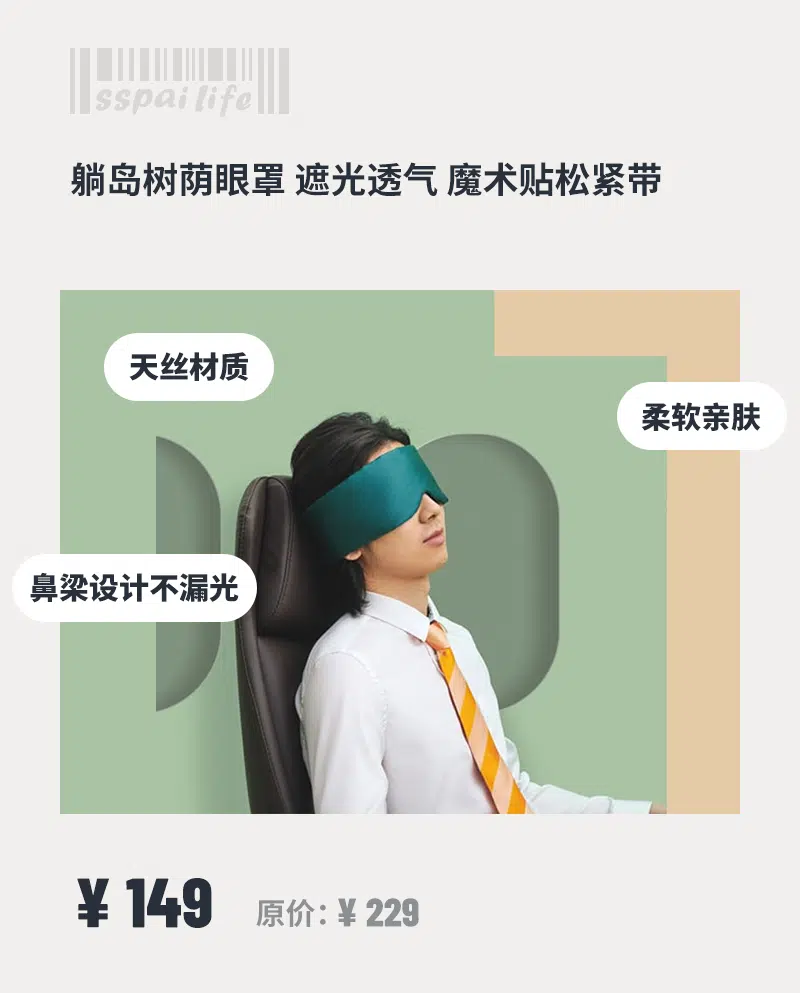 sspai life
躺岛树荫眼罩 遮光透气 魔术贴松紧带
天丝材质
柔软亲肤
鼻梁设计不漏光
¥ 149 原价: ¥ 229